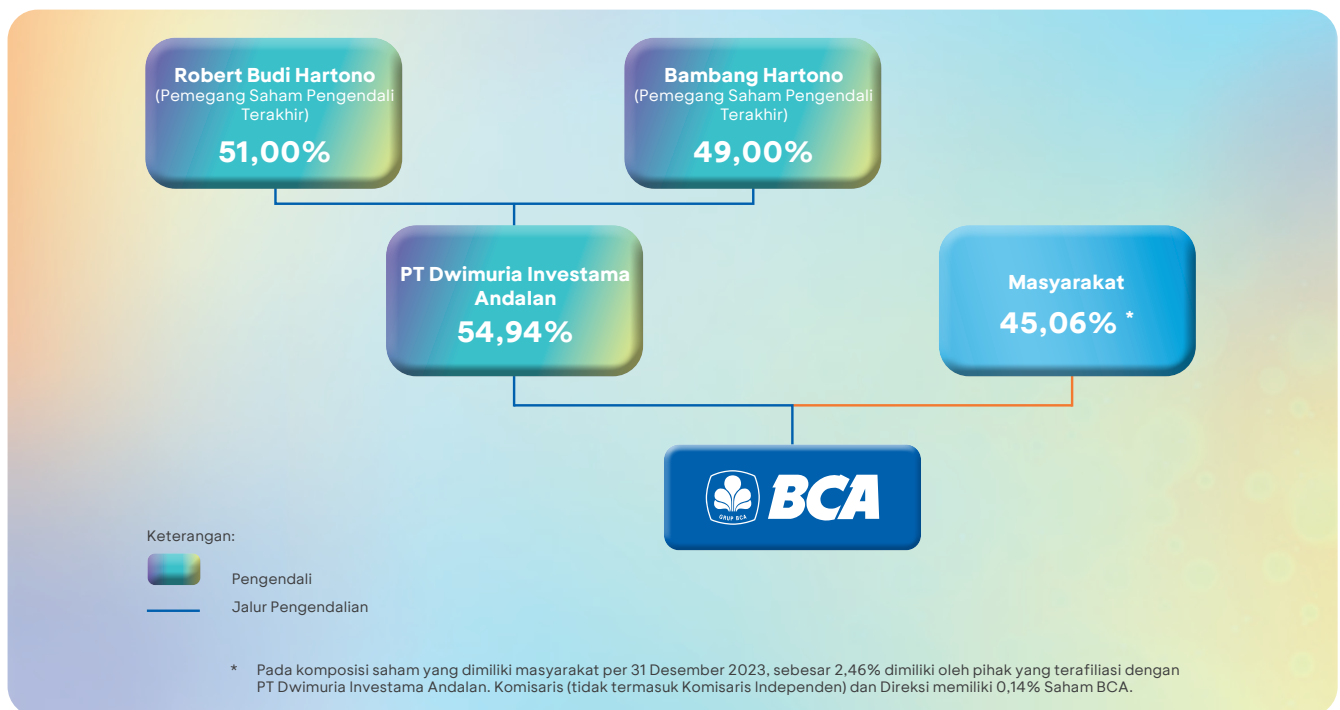 Robert Budi Hartono
(Pemegang Saham Pengendali
Terakhir)
51,00%
Bambang Hartono
(Pemegang Saham Pengendali
Terakhir)
49,00%
PT Dwimuria Investama
Andalan
54,94%
Masyarakat
45,06% *
GRUP BCA
BCA
Keterangan:
Pengendali
Jalur Pengendalian
* Pada komposisi saham yang dimiliki masyarakat per 31 Desember 2023, sebesar 2,46% dimiliki oleh pihak yang terafiliasi dengan
PT Dwimuria Investama Andalan. Komisaris (tidak termasuk Komisaris Independen) dan Direksi memiliki 0,14% Saham BCA.